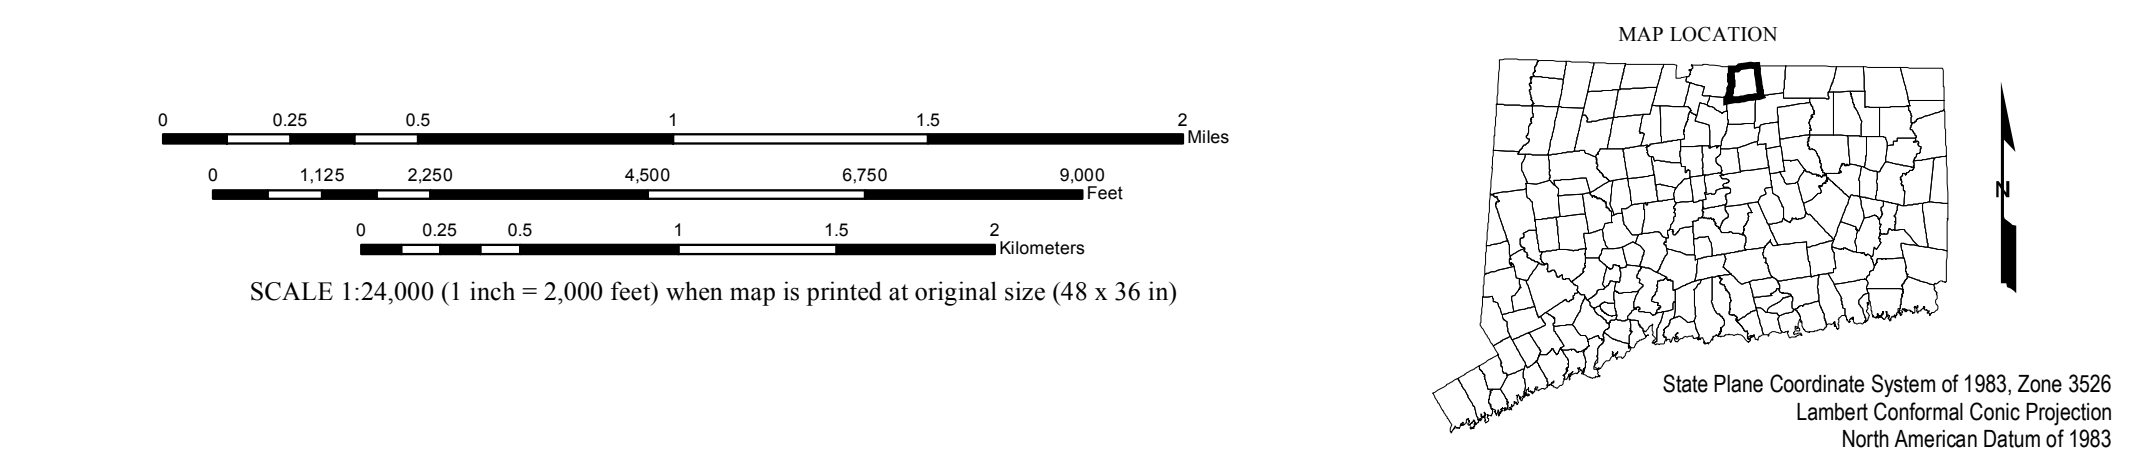 MAP LOCATION
0 0.25 0.5 1 1.5 2
Miles
0 1,125 2,250 4,500 6,750 9,000
Feet
0 0.25 0.5 1 1.5 2
Kilometers
SCALE 1:24,000 (1 inch = 2,000 feet) when map is printed at original size (48 x 36 in)
N
State Plane Coordinate System of 1983, Zone 3526
Lambert Conformal Conic Projection
North American Datum of 1983